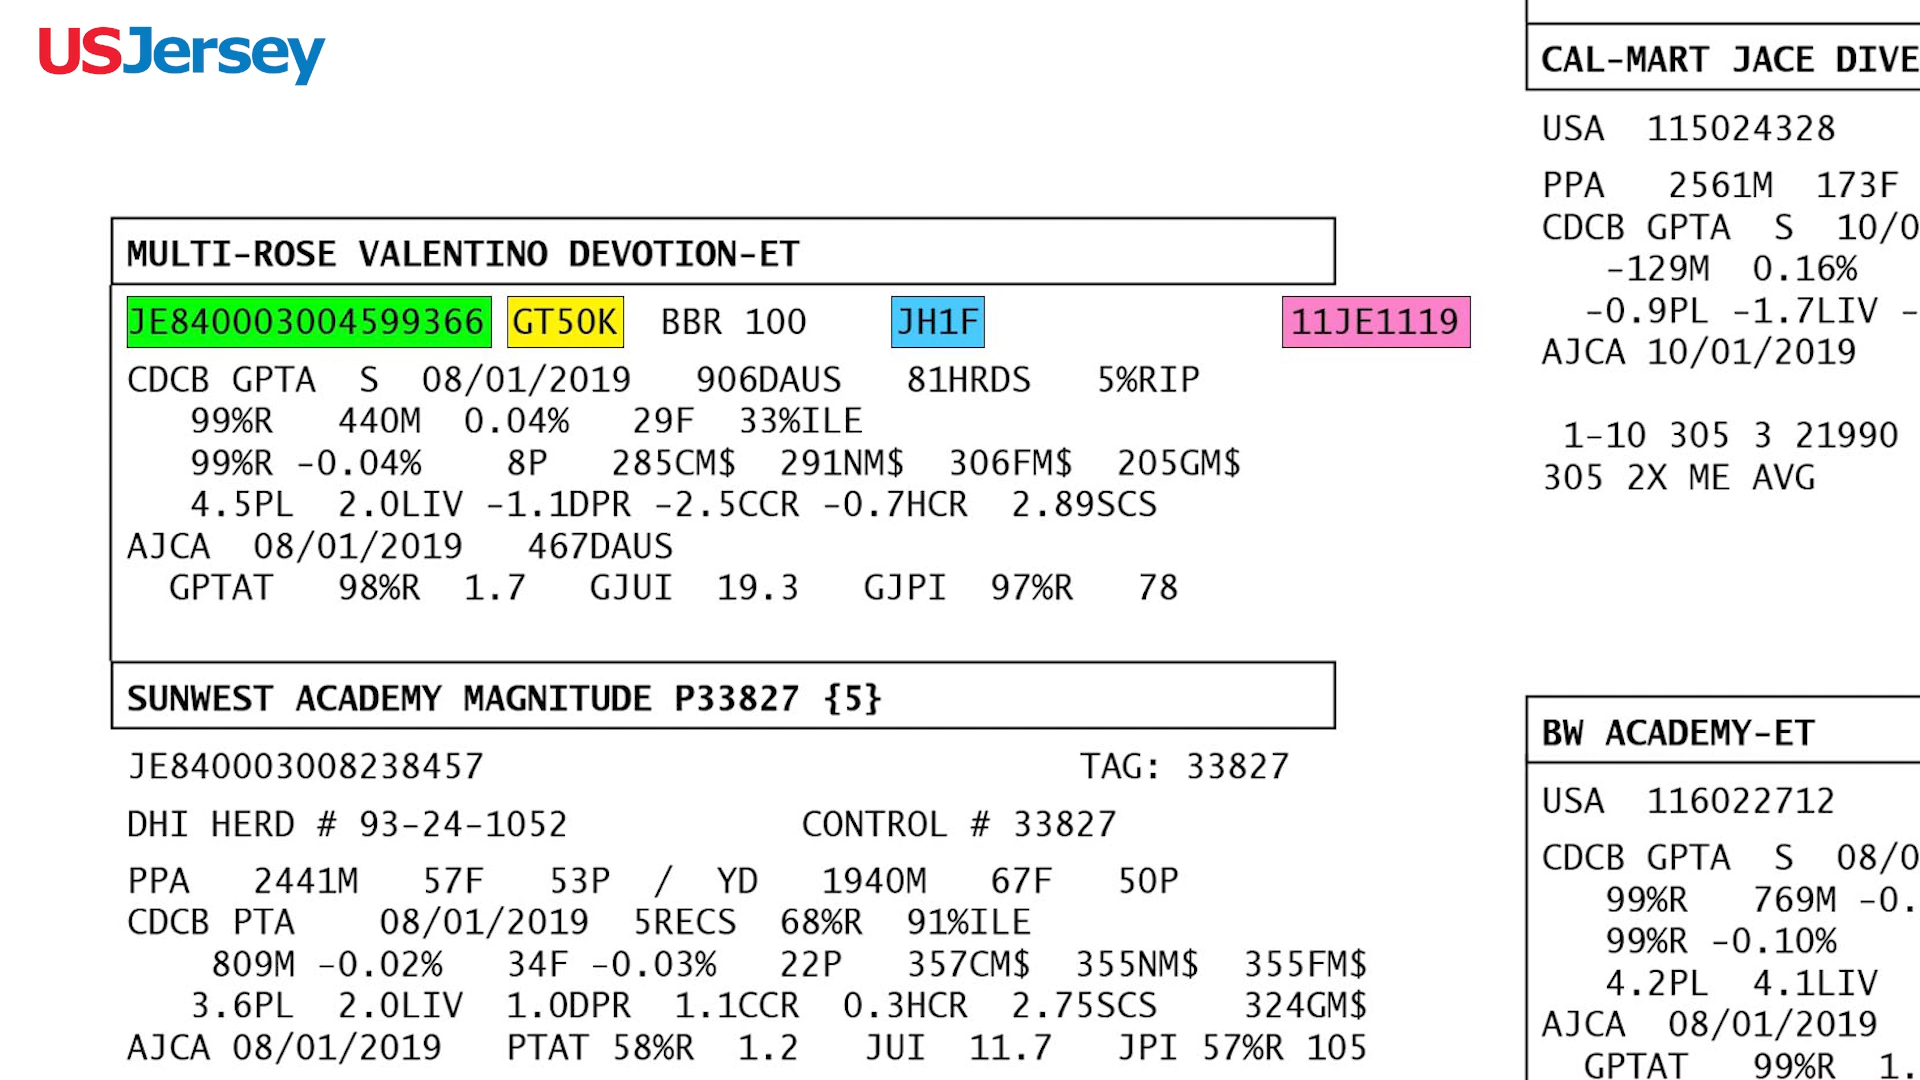 USJersey
MULTI-ROSE VALENTINO DEVOTION-ET
JE840003004599366 GT50K BBR 100 JH1F 11JE1119
CDCB GPTA S 08/01/2019 906DAUS 81HRDS 5%RIP
99%R 440M 0.04% 29F 33%ILE
99%R -0.04% 8P 285CM$ 291NM$ 306FM$ 205GM$
4.5PL 2.0LIV -1.1DPR -2.5CCR -0.7HCR 2.89SCS
AJCA 08/01/2019 467DAUS
GPTAT 98%R 1.7 GJUI 19.3 GJPI 97%R 78
SUNWEST ACADEMY MAGNITUDE P33827 {5}
JE840003008238457 TAG: 33827
DHI HERD # 93-24-1052 CONTROL # 33827
PPA 2441M 57F 53P / YD 1940M 67F 50P
CDCB PTA 08/01/2019 5RECS 68%R 91%ILE
809M -0.02% 34F -0.03% 22P 357CM$ 355NM$ 355FM$
3.6PL 2.0LIV 1.0DPR 1.1CCR 0.3HCR 2.75SCS 324GM$
AJCA 08/01/2019 PTAT 58%R 1.2 JUI 11.7 JPI 57%R 105
CAL-MART JACE DIVE
USA 115024328
PPA 2561M 173F
CDCB GPTA S 10/0
-129M 0.16%
-0.9PL -1.7LIV -
AJCA 10/01/2019
1-10 305 3 21990
305 2X ME AVG
BW ACADEMY-ET
USA 116022712
CDCB GPTA S 08/0
99%R 769M -0.
99%R -0.10%
4.2PL 4.1LIV
AJCA 08/01/2019
GPTAT 99%R 1.